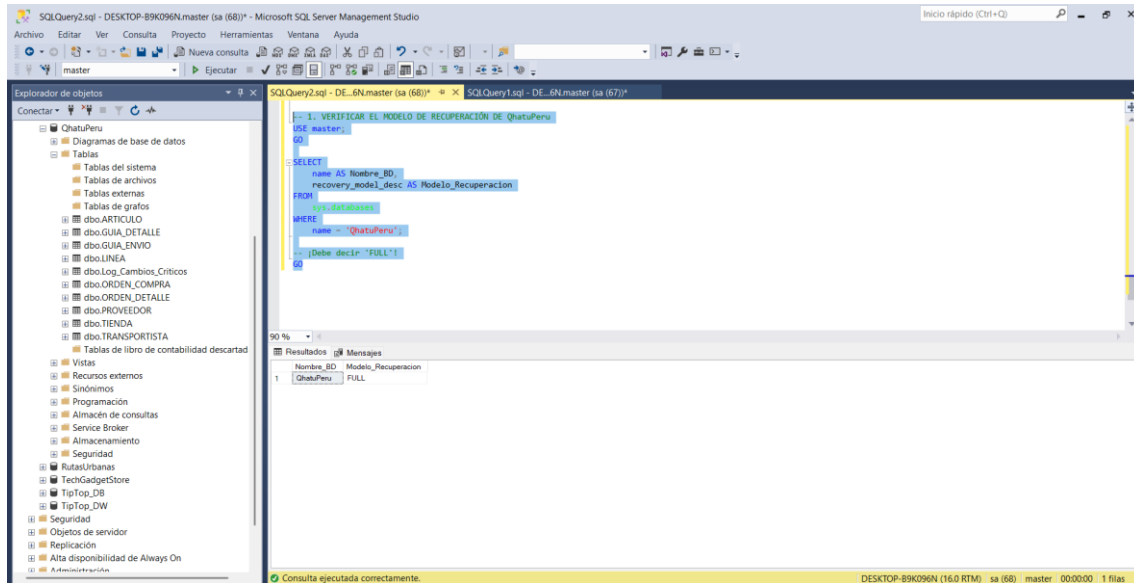 SQLQuery2.sql - DESKTOP-B9K096N.master (sa (68))* - Microsoft SQL Server Management Studio
Inicio rápido (Ctrl+Q)
Archivo Editar Ver Consulta Proyecto Herramientas Ventana Ayuda
Nueva consulta
master
Ejecutar
Explorador de objetos
Conectar
QhatuPeru
Diagramas de base de datos
Tablas
Tablas del sistema
Tablas de archivos
Tablas externas
Tablas de grafos
dbo.ARTICULO
dbo.GUIA_DETALLE
dbo.GUIA_ENVIO
dbo.LINEA
dbo.Log_Cambios_Criticos
dbo.ORDEN_COMPRA
dbo.ORDEN_DETALLE
dbo.PROVEEDOR
dbo.TIENDA
dbo.TRANSPORTISTA
Tablas de libro de contabilidad descartad
Vistas
Recursos externos
Sinónimos
Programación
Almacén de consultas
Service Broker
Almacenamiento
Seguridad
RutasUrbanas
TechGadgetStore
TipTop_DB
TipTop_DW
Seguridad
Objetos de servidor
Replicación
Alta disponibilidad de Always On
Administración
SQLQuery2.sql - DE...6N.master (sa (68))* SQLQuery1.sql - DE...6N.master (sa (67))*
-- 1. VERIFICAR EL MODELO DE RECUPERACIÓN DE QhatuPeru
USE master;
GO
SELECT
name AS Nombre_BD,
recovery_model_desc AS Modelo_Recuperacion
FROM
sys.databases
WHERE
name = 'QhatuPeru';
-- ¡Debe decir 'FULL'!
GO
90 %
Resultados Mensajes
Nombre_BD Modelo_Recuperacion
1 QhatuPeru FULL
Consulta ejecutada correctamente.
DESKTOP-B9K096N (16.0 RTM) sa (68) master 00:00:00 1 filas